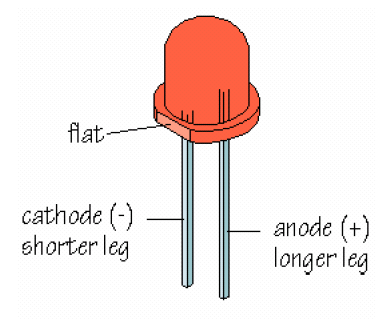 flat
cathode (-)
shorter leg
anode (+)
longer leg